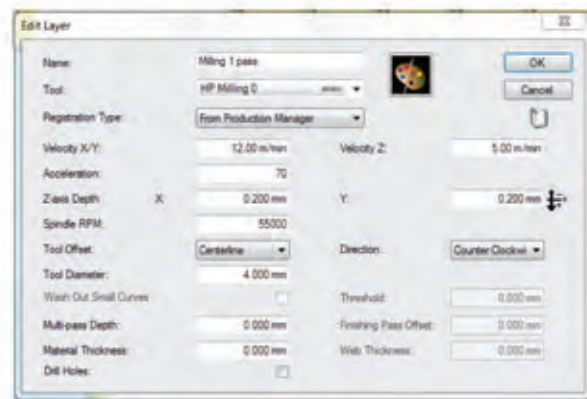 Edit Layer
Name: Milling 1 pass OK
Tool: HP Milling 0 Cancel
Registration Type: From Production Manager
Velocity X/Y: 12.00 m/min Velocity Z: 5.00 m/min
Acceleration: 70
Z-axis Depth X: 0.200 mm Y: 0.200 mm
Spindle RPM: 55000
Tool Offset: Centerline Direction: Counter Clockwi
Tool Diameter: 4.000 mm
Wash Out Small Curves Threshold: 0.000 mm
Multi-pass Depth: 0.000 mm Finishing Pass Offset: 0.000 mm
Material Thickness: 0.000 mm Web Thickness: 0.000 mm
Drill Holes: